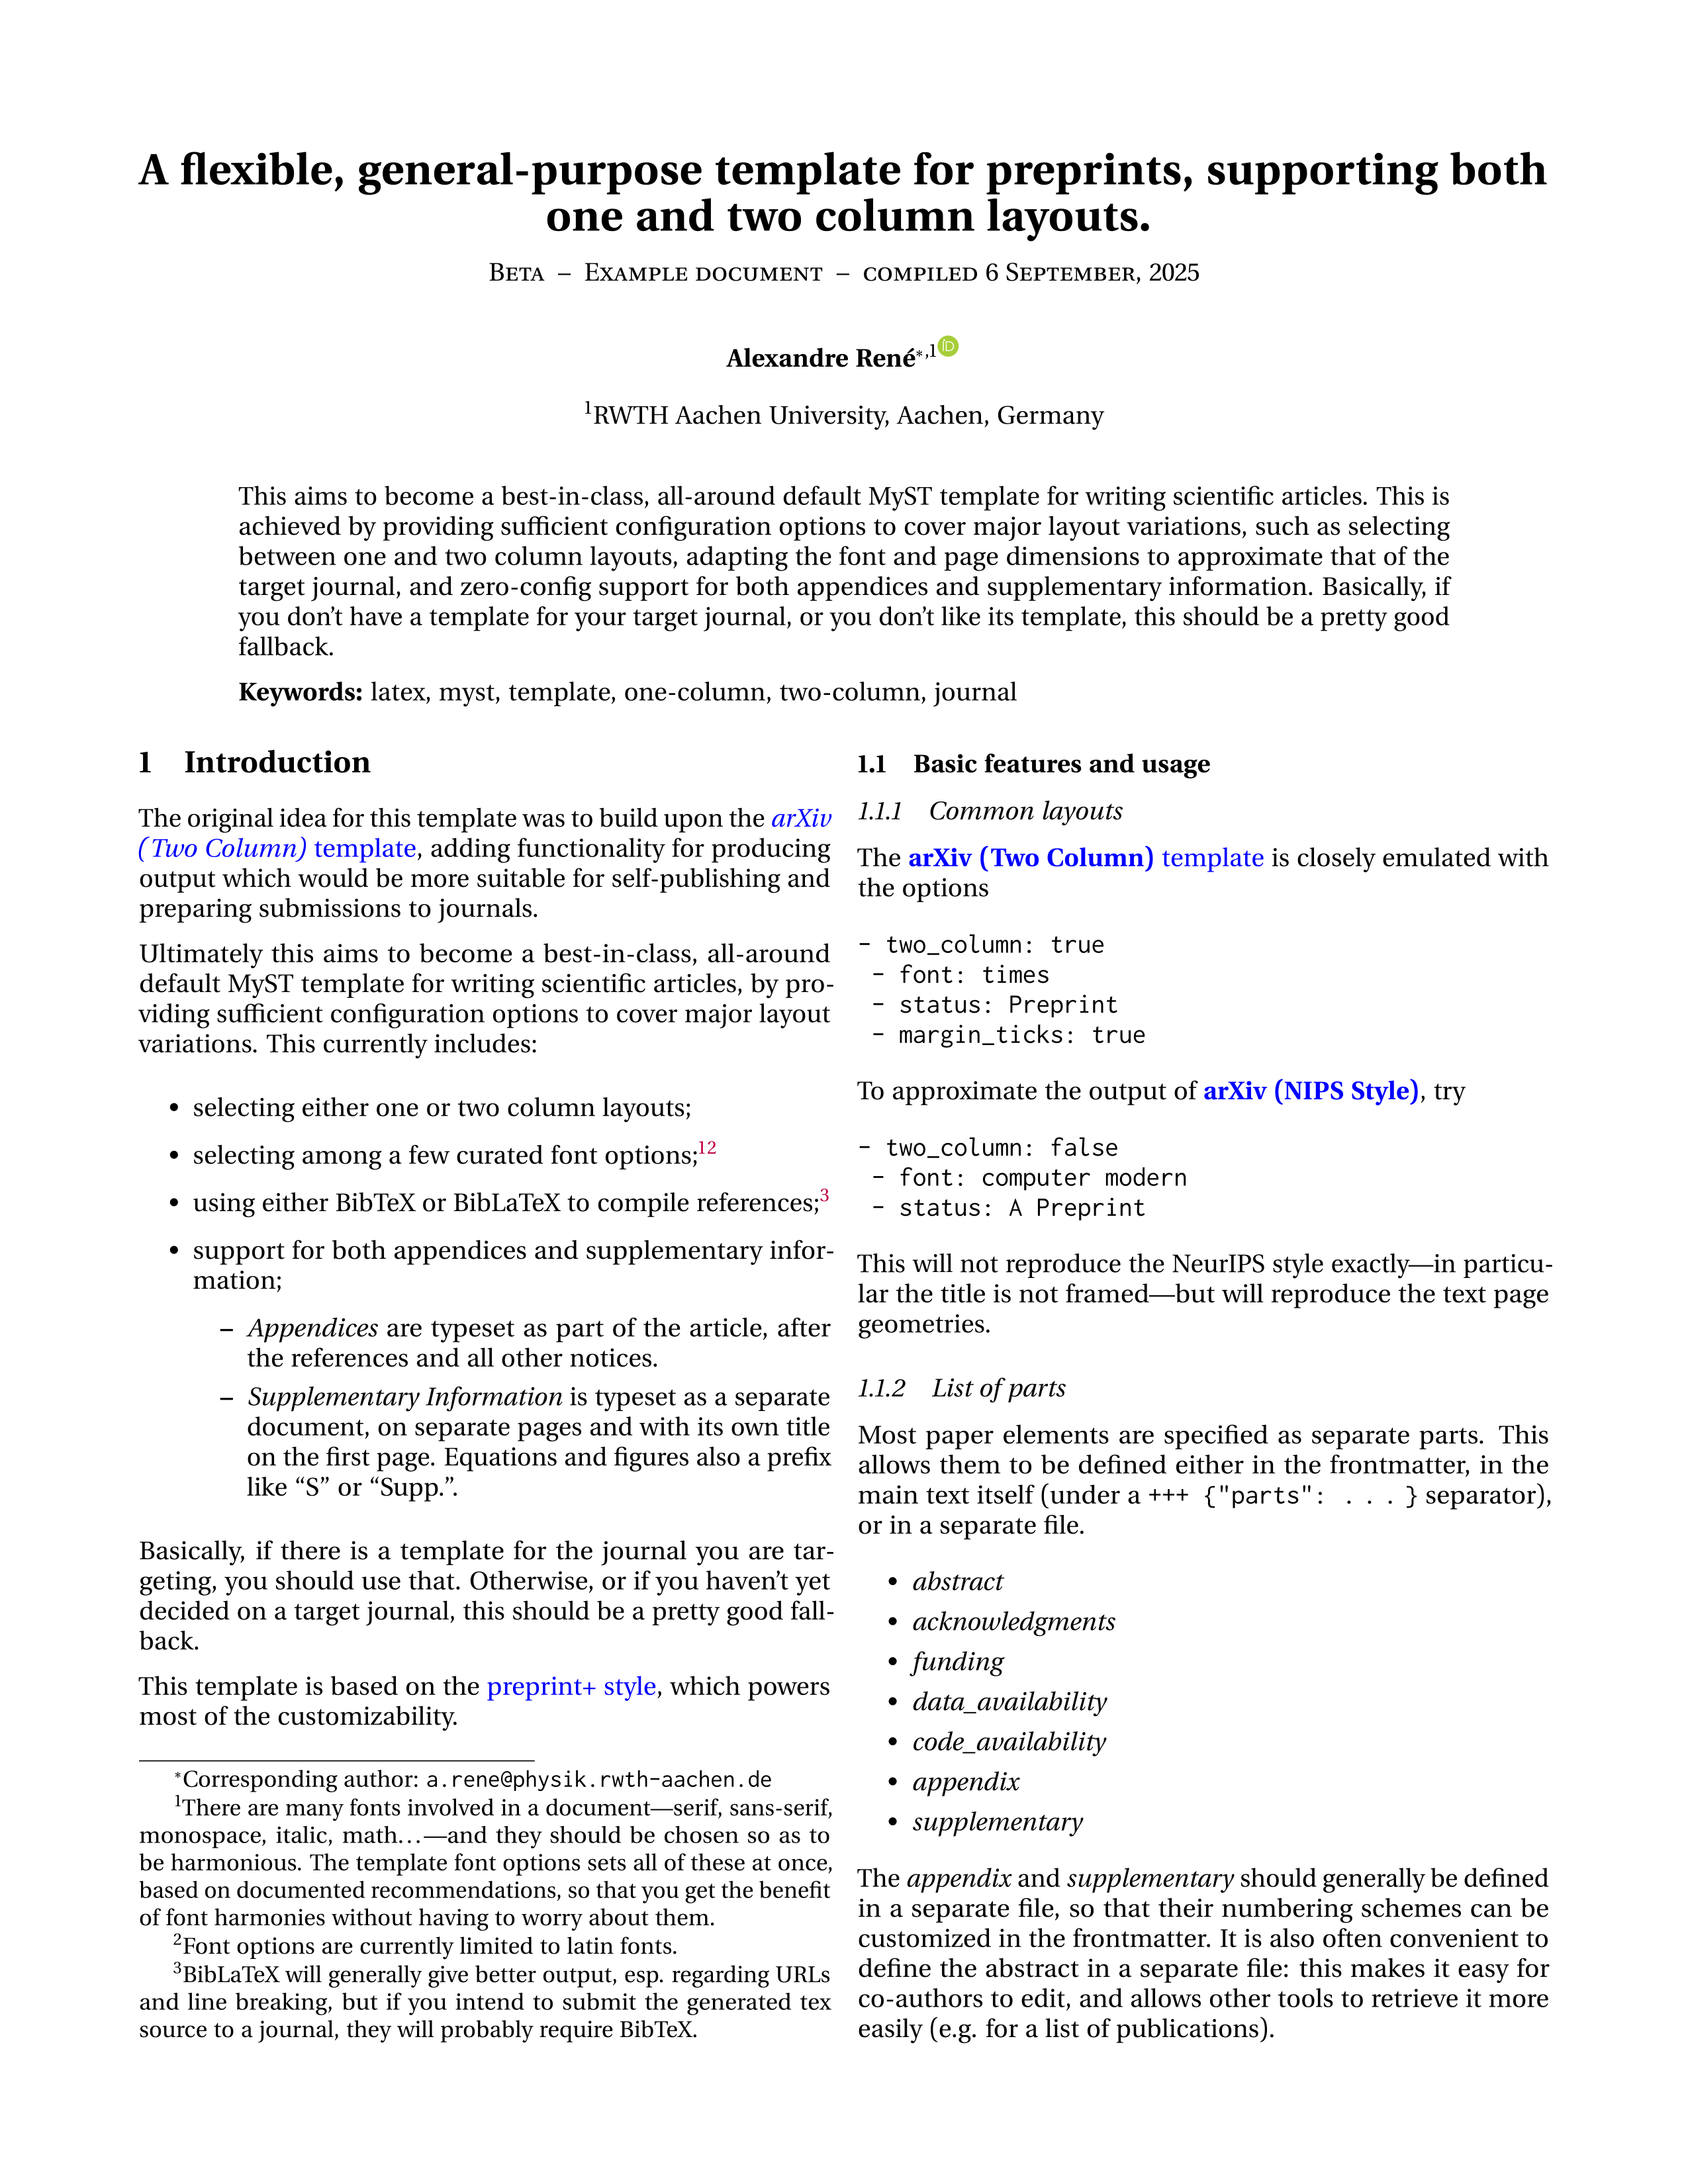 A flexible, general-purpose template for preprints, supporting both
one and two column layouts.
Beta – Example document – compiled 6 September, 2025
Alexandre René*,1
1RWTH Aachen University, Aachen, Germany
This aims to become a best-in-class, all-around default MyST template for writing scientific articles. This is
achieved by providing sufficient configuration options to cover major layout variations, such as selecting
between one and two column layouts, adapting the font and page dimensions to approximate that of the
target journal, and zero-config support for both appendices and supplementary information. Basically, if
you don’t have a template for your target journal, or you don’t like its template, this should be a pretty good
fallback.
Keywords: latex, myst, template, one-column, two-column, journal
1 Introduction
The original idea for this template was to build upon the arXiv
(Two Column) template, adding functionality for producing
output which would be more suitable for self-publishing and
preparing submissions to journals.
Ultimately this aims to become a best-in-class, all-around
default MyST template for writing scientific articles, by pro-
viding sufficient configuration options to cover major layout
variations. This currently includes:
• selecting either one or two column layouts;
• selecting among a few curated font options;12
• using either BibTeX or BibLaTeX to compile references;3
• support for both appendices and supplementary infor-
mation;
– Appendices are typeset as part of the article, after
the references and all other notices.
– Supplementary Information is typeset as a separate
document, on separate pages and with its own title
on the first page. Equations and figures also a prefix
like “S” or “Supp.”.
Basically, if there is a template for the journal you are tar-
geting, you should use that. Otherwise, or if you haven’t yet
decided on a target journal, this should be a pretty good fall-
back.
This template is based on the preprint+ style, which powers
most of the customizability.
*Corresponding author: a.rene@physik.rwth-aachen.de
1There are many fonts involved in a document—serif, sans-serif,
monospace, italic, math…—and they should be chosen so as to
be harmonious. The template font options sets all of these at once,
based on documented recommendations, so that you get the benefit
of font harmonies without having to worry about them.
2Font options are currently limited to latin fonts.
3BibLaTeX will generally give better output, esp. regarding URLs
and line breaking, but if you intend to submit the generated tex
source to a journal, they will probably require BibTeX.
1.1 Basic features and usage
1.1.1 Common layouts
The arXiv (Two Column) template is closely emulated with
the options
- two_column: true
- font: times
- status: Preprint
- margin_ticks: true
To approximate the output of arXiv (NIPS Style), try
- two_column: false
- font: computer modern
- status: A Preprint
This will not reproduce the NeurIPS style exactly—in particu-
lar the title is not framed—but will reproduce the text page
geometries.
1.1.2 List of parts
Most paper elements are specified as separate parts. This
allows them to be defined either in the frontmatter, in the
main text itself (under a +++ {"parts": ... } separator),
or in a separate file.
• abstract
• acknowledgments
• funding
• data_availability
• code_availability
• appendix
• supplementary
The appendix and supplementary should generally be defined
in a separate file, so that their numbering schemes can be
customized in the frontmatter. It is also often convenient to
define the abstract in a separate file: this makes it easy for
co-authors to edit, and allows other tools to retrieve it more
easily (e.g. for a list of publications).